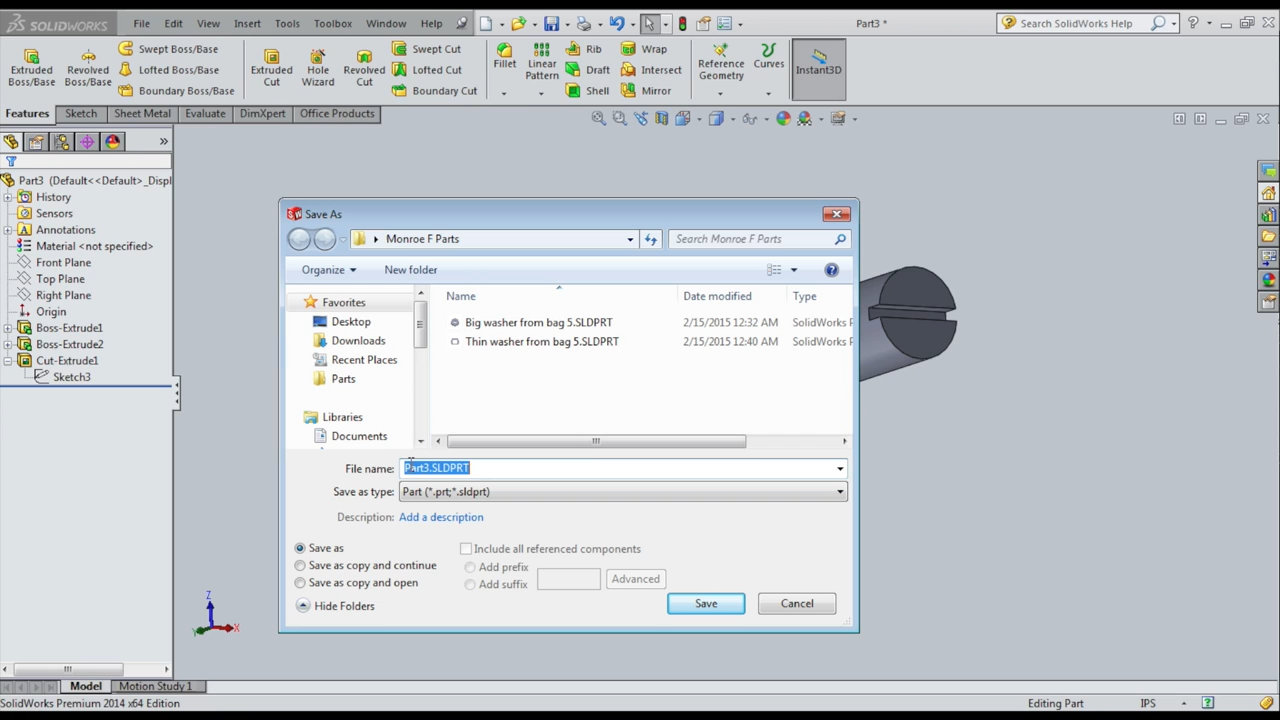 SOLIDWORKS File Edit View Insert Tools Toolbox Window Help Part3 * Search SolidWorks Help
Extruded Boss/Base
Revolved Boss/Base
Swept Boss/Base
Lofted Boss/Base
Boundary Boss/Base
Extruded Cut
Hole Wizard
Revolved Cut
Swept Cut
Lofted Cut
Boundary Cut
Fillet
Linear Pattern
Rib
Draft
Shell
Wrap
Intersect
Mirror
Reference Geometry
Curves
Instant3D
Features Sketch Sheet Metal Evaluate DimXpert Office Products
Part3 (Default<<Default>_Displ
History
Sensors
Annotations
Material <not specified>
Front Plane
Top Plane
Right Plane
Origin
Boss-Extrude1
Boss-Extrude2
Cut-Extrude1
Sketch3
Save As
Monroe F Parts Search Monroe F Parts
Organize New folder
Favorites
Desktop
Downloads
Recent Places
Parts
Libraries
Documents
Name Date modified Type
Big washer from bag 5.SLDPRT 2/15/2015 12:32 AM SolidWorks P
Thin washer from bag 5.SLDPRT 2/15/2015 12:40 AM SolidWorks P
File name: Part3.SLDPRT
Save as type: Part (*.prt;*.sldprt)
Description: Add a description
Save as
Save as copy and continue
Save as copy and open
Include all referenced components
Add prefix
Add suffix Advanced
Hide Folders Save Cancel
Z
Y X
Model Motion Study 1
SolidWorks Premium 2014 x64 Edition Editing Part IPS